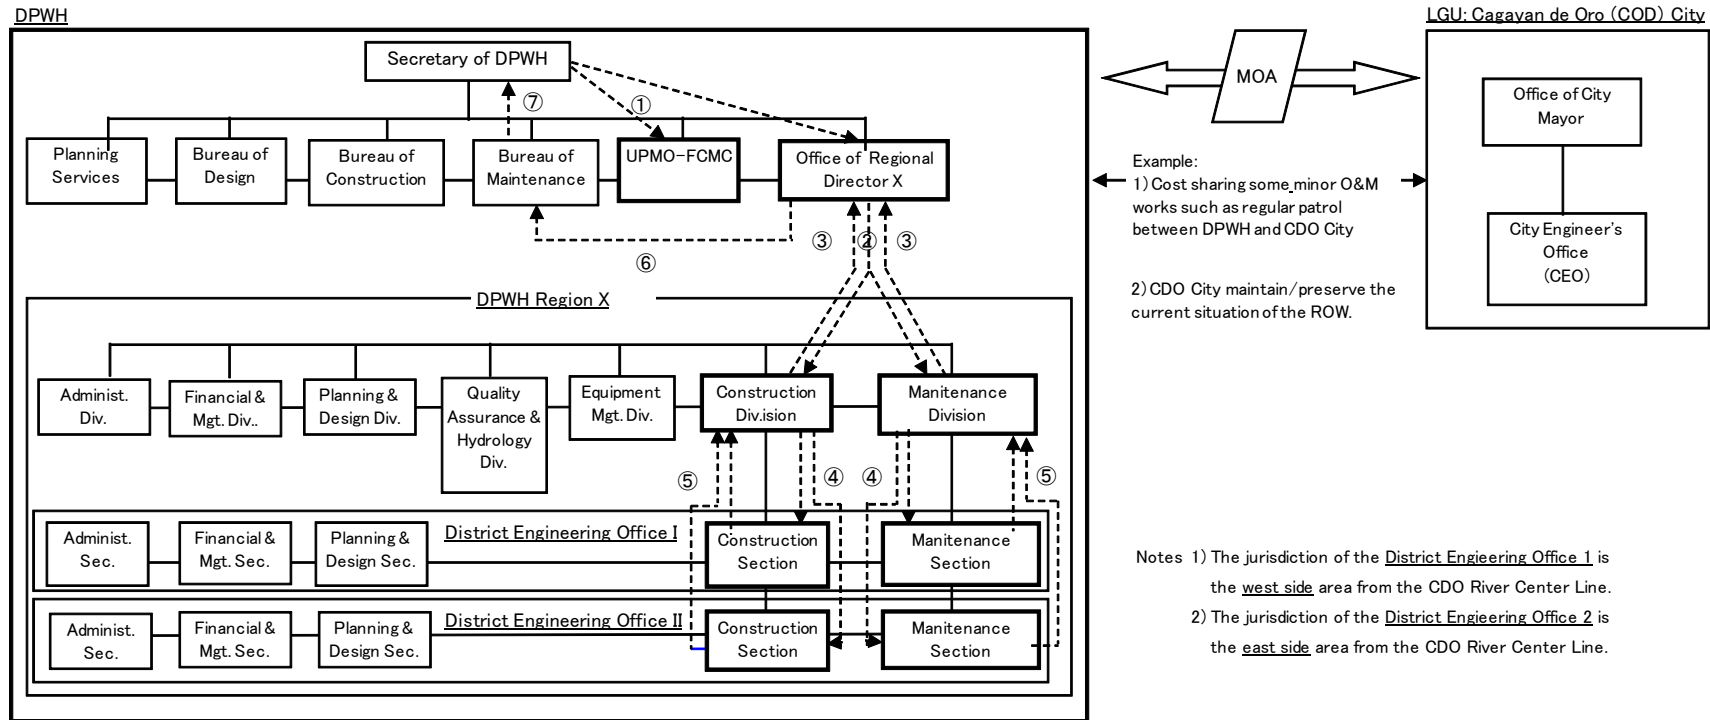 DPWH
LGU: Cagayan de Oro (COD) City
Secretary of DPWH
⑦
①
MOA
Office of City
Mayor
Planning
Services
Bureau of
Design
Bureau of
Construction
Bureau of
Maintenance
UPMO-FCMC
Office of Regional
Director X
Example:
1) Cost sharing some minor O&M
works such as regular patrol
between DPWH and CDO City
2) CDO City maintain/preserve the
current situation of the ROW.
City Engineer's
Office
(CEO)
③
②
③
⑥
DPWH Region X
Administ.
Div.
Financial &
Mgt. Div..
Planning &
Design Div.
Quality
Assurance &
Hydrology
Div.
Equipment
Mgt. Div.
Construction
Div.ision
Manitenance
Division
⑤
④
④
⑤
District Engineering Office I
Administ.
Sec.
Financial &
Mgt. Sec.
Planning &
Design Sec.
Construction
Section
Manitenance
Section
District Engineering Office II
Administ.
Sec.
Financial &
Mgt. Sec.
Planning &
Design Sec.
Construction
Section
Manitenance
Section
Notes 1) The jurisdiction of the District Engieering Office 1 is
the west side area from the CDO River Center Line.
2) The jurisdiction of the District Engieering Office 2 is
the east side area from the CDO River Center Line.